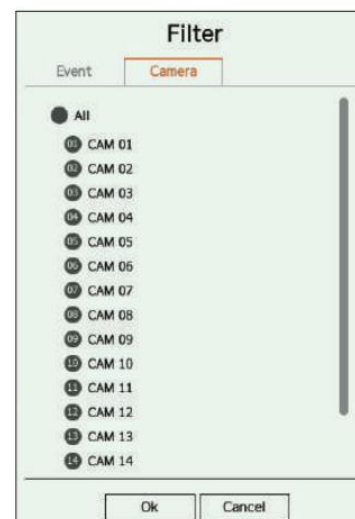 Filter
Event Camera
All
01 CAM 01
02 CAM 02
03 CAM 03
04 CAM 04
05 CAM 05
06 CAM 06
07 CAM 07
08 CAM 08
09 CAM 09
10 CAM 10
11 CAM 11
12 CAM 12
13 CAM 13
14 CAM 14
Ok Cancel